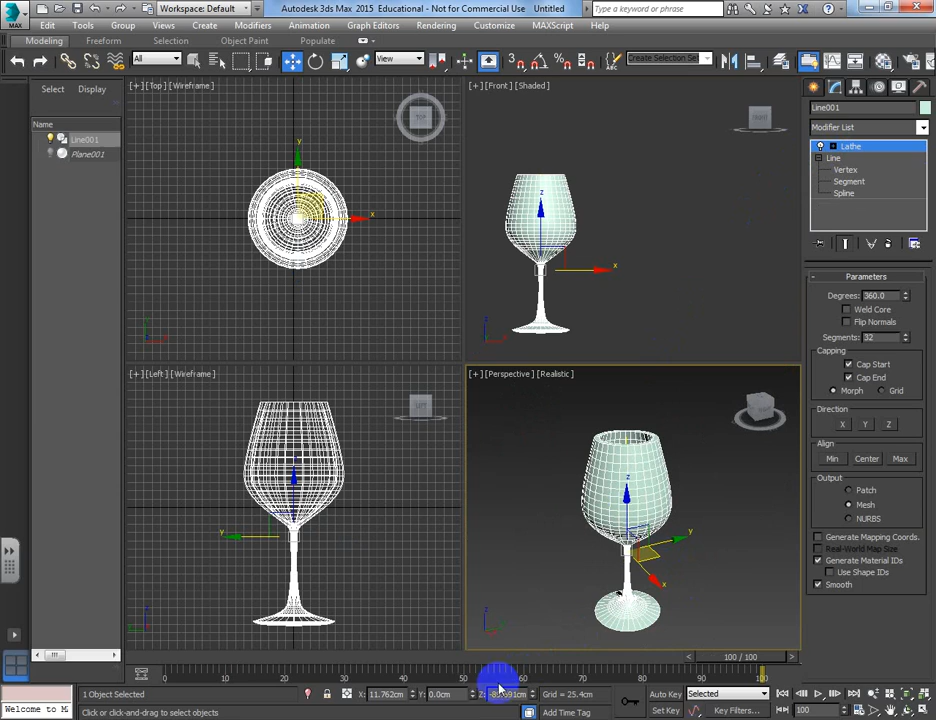 MAX
Workspace: Default
Autodesk 3ds Max 2015 Educational - Not for Commercial Use    Untitled
Type a keyword or phrase
Edit Tools Group Views Create Modifiers Animation Graph Editors Rendering Customize MAXScript Help
All
View
Create Selection Set
Modeling Freeform Selection Object Paint Populate
Select Display
Name
Line001
Plane001
[+] [Top] [Wireframe]
TOP
y
x
[+] [Front] [Shaded]
z
x
[+] [Left] [Wireframe]
LEFT
y
[+] [Perspective] [Realistic]
z
y
x
Line001
Modifier List
Lathe
Line
Vertex
Segment
Spline
Parameters
Degrees: 360.0
Weld Core
Flip Normals
Segments: 32
Capping
Cap Start
Cap End
Morph Grid
Direction
X Y Z
Align
Min Center Max
Output
Patch
Mesh
NURBS
Generate Mapping Coords.
Real-World Map Size
Generate Material IDs
Use Shape IDs
Smooth
100 / 100
0 10 20 30 40 50 60 70 80 90 100
1 Object Selected
X: 11.762cm Y: 0.0cm Z:
Grid = 25.4cm
Auto Key Selected
Welcome to M
Click or click-and-drag to select objects
Add Time Tag
Set Key Key Filters...
100